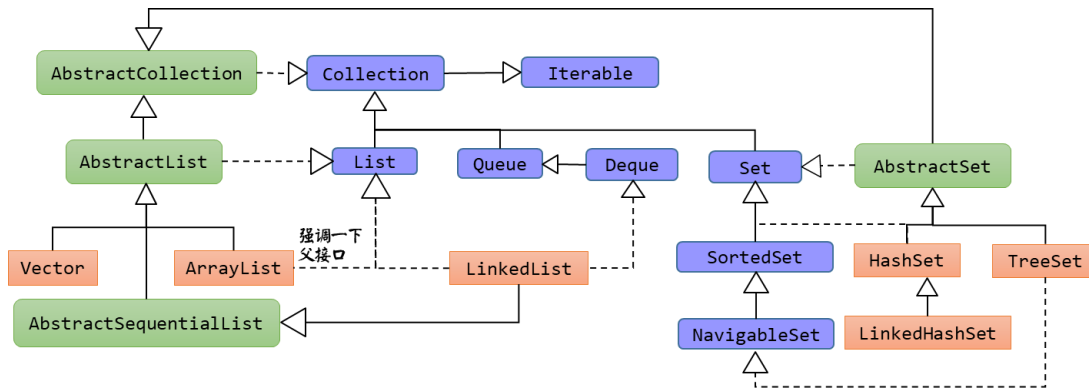 AbstractCollection
Collection
Iterable
AbstractList
List
Queue
Deque
Set
AbstractSet
强调一下
父接口
Vector
ArrayList
LinkedList
SortedSet
HashSet
TreeSet
AbstractSequentialList
NavigableSet
LinkedHashSet